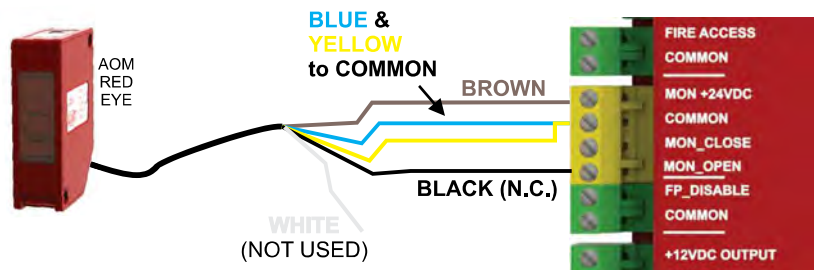 BLUE &
YELLOW
to COMMON
AOM
RED
EYE
BROWN
BLACK (N.C.)
WHITE
(NOT USED)
FIRE ACCESS
COMMON
MON +24VDC
COMMON
MON_CLOSE
MON_OPEN
FP_DISABLE
COMMON
+12VDC OUTPUT